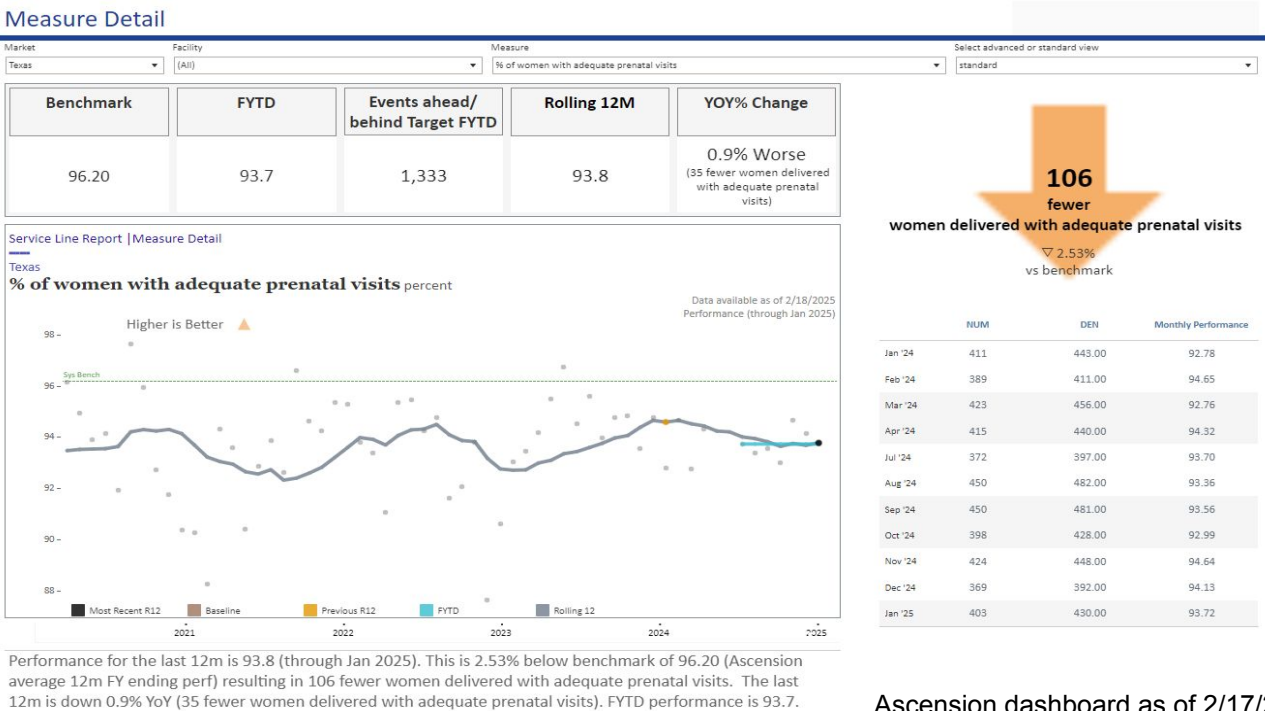 Measure Detail
Market Facility Measure Select advanced or standard view
Texas (All) % of women with adequate prenatal visits standard
Benchmark FYTD Events ahead/ behind Target FYTD Rolling 12M YOY% Change
96.20 93.7 1,333 93.8 0.9% Worse
(35 fewer women delivered
with adequate prenatal
visits)
106
fewer
women delivered with adequate prenatal visits
▽ 2.53%
vs benchmark
Service Line Report |Measure Detail
Texas
% of women with adequate prenatal visits percent
Data available as of 2/18/2025
Performance (through Jan 2025)
Higher is Better
98
Sys Bench
96
94
92
90
88
Most Recent R12 Baseline Previous R12 FYTD Rolling 12
2021 2022 2023 2024 2025
NUM DEN Monthly Performance
Jan '24 411 443.00 92.78
Feb '24 389 411.00 94.65
Mar '24 423 456.00 92.76
Apr '24 415 440.00 94.32
Jul '24 372 397.00 93.70
Aug '24 450 482.00 93.36
Sep '24 450 481.00 93.56
Oct '24 398 428.00 92.99
Nov '24 424 448.00 94.64
Dec '24 369 392.00 94.13
Jan '25 403 430.00 93.72
Performance for the last 12m is 93.8 (through Jan 2025). This is 2.53% below benchmark of 96.20 (Ascension
average 12m FY ending perf) resulting in 106 fewer women delivered with adequate prenatal visits. The last
12m is down 0.9% YoY (35 fewer women delivered with adequate prenatal visits). FYTD performance is 93.7.
Ascension dashboard as of 2/17/